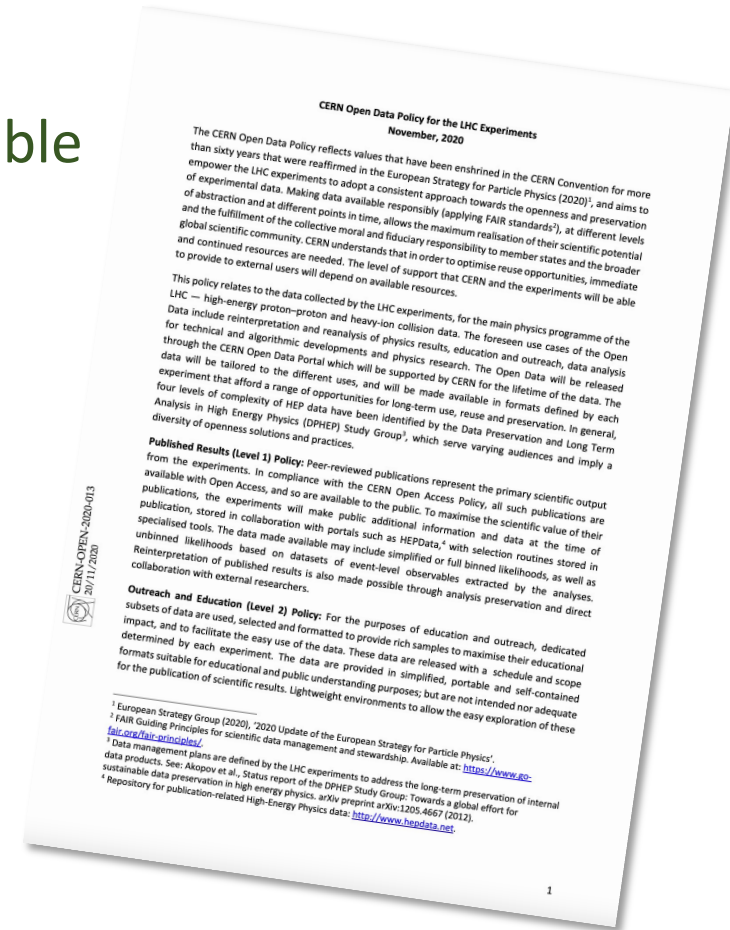 ble
CERN Open Data Policy for the LHC Experiments
November, 2020
The CERN Open Data Policy reflects values that have been enshrined in the CERN Convention for more
than sixty years that were reaffirmed in the European Strategy for Particle Physics (2020)¹, and aims to
empower the LHC experiments to adopt a consistent approach towards the openness and preservation
of experimental data. Making data available responsibly (applying FAIR standards²), at different levels
of abstraction and at different points in time, allows the maximum realisation of their scientific potential
and the fulfillment of the collective moral and fiduciary responsibility to member states and the broader
global scientific community. CERN understands that in order to optimise reuse opportunities, immediate
and continued resources are needed. The level of support that CERN and the experiments will be able
to provide to external users will depend on available resources.
This policy relates to the data collected by the LHC experiments, for the main physics programme of the
LHC — high-energy proton–proton and heavy-ion collision data. The foreseen use cases of the Open
Data include reinterpretation and reanalysis of physics results, education and outreach, data analysis
for technical and algorithmic developments and physics research. The Open Data will be released
through the CERN Open Data Portal which will be supported by CERN for the lifetime of the data. The
data will be tailored to the different uses, and will be made available in formats defined by each
experiment that afford a range of opportunities for long-term use, reuse and preservation. In general,
four levels of complexity of HEP data have been identified by the Data Preservation and Long Term
Analysis in High Energy Physics (DPHEP) Study Group³, which serve varying audiences and imply a
diversity of openness solutions and practices.
Published Results (Level 1) Policy: Peer-reviewed publications represent the primary scientific output
from the experiments. In compliance with the CERN Open Access Policy, all such publications are
available with Open Access, and so are available to the public. To maximise the scientific value of their
publications, the experiments will make public additional information and data at the time of
publication, stored in collaboration with portals such as HEPData,⁴ with selection routines stored in
specialised tools. The data made available may include simplified or full binned likelihoods, as well as
unbinned likelihoods based on datasets of event-level observables extracted by the analyses.
Reinterpretation of published results is also made possible through analysis preservation and direct
collaboration with external researchers.
Outreach and Education (Level 2) Policy: For the purposes of education and outreach, dedicated
subsets of data are used, selected and formatted to provide rich samples to maximise their educational
impact, and to facilitate the easy use of the data. These data are released with a schedule and scope
determined by each experiment. The data are provided in simplified, portable and self-contained
formats suitable for educational and public understanding purposes; but are not intended nor adequate
for the publication of scientific results. Lightweight environments to allow the easy exploration of these
¹ European Strategy Group (2020), '2020 Update of the European Strategy for Particle Physics'.
² FAIR Guiding Principles for scientific data management and stewardship. Available at: https://www.go-
fair.org/fair-principles/.
³ Data management plans are defined by the LHC experiments to address the long-term preservation of internal
data products. See: Akopov et al., Status report of the DPHEP Study Group: Towards a global effort for
sustainable data preservation in high energy physics. arXiv preprint arXiv:1205.4667 (2012).
⁴ Repository for publication-related High-Energy Physics data: http://www.hepdata.net.
1
CERN-OPEN-2020-013
20/11/2020